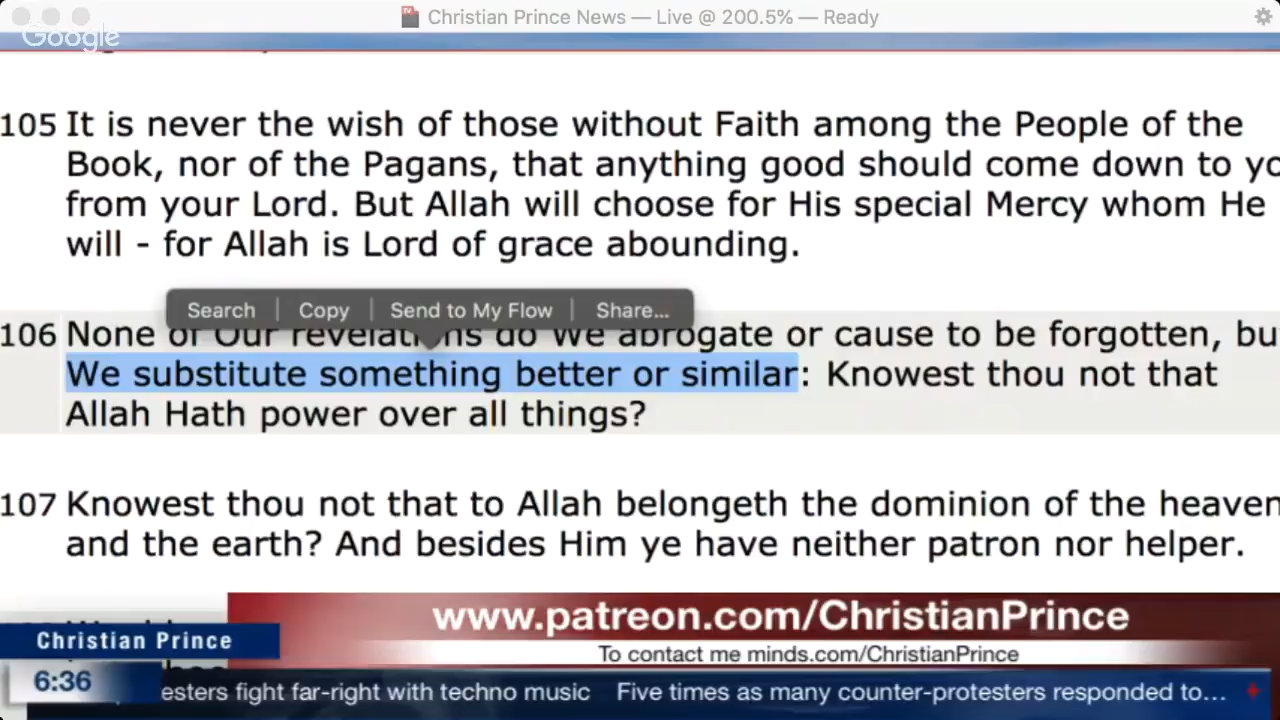 Christian Prince News — Live @ 200.5% — Ready
Google
105 It is never the wish of those without Faith among the People of the
Book, nor of the Pagans, that anything good should come down to yo
from your Lord. But Allah will choose for His special Mercy whom He
will - for Allah is Lord of grace abounding.
Search Copy Send to My Flow Share...
106 None of Our revelations do We abrogate or cause to be forgotten, bu
We substitute something better or similar: Knowest thou not that
Allah Hath power over all things?
107 Knowest thou not that to Allah belongeth the dominion of the heaven
and the earth? And besides Him ye have neither patron nor helper.
www.patreon.com/ChristianPrince
Christian Prince
To contact me minds.com/ChristianPrince
6:36
esters fight far-right with techno music Five times as many counter-protesters responded to...